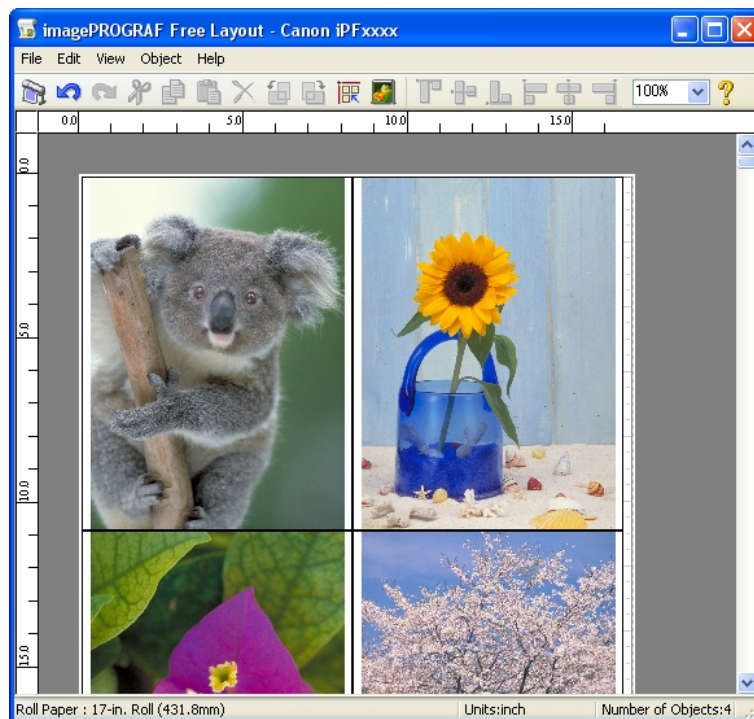 imagePROGRAF Free Layout - Canon iPFxxxx
File Edit View Object Help
100%
0.0 5.0 10.0 15.0
0.0
5.0
10.0
15.0
Roll Paper : 17-in. Roll (431.8mm) Units:inch Number of Objects:4